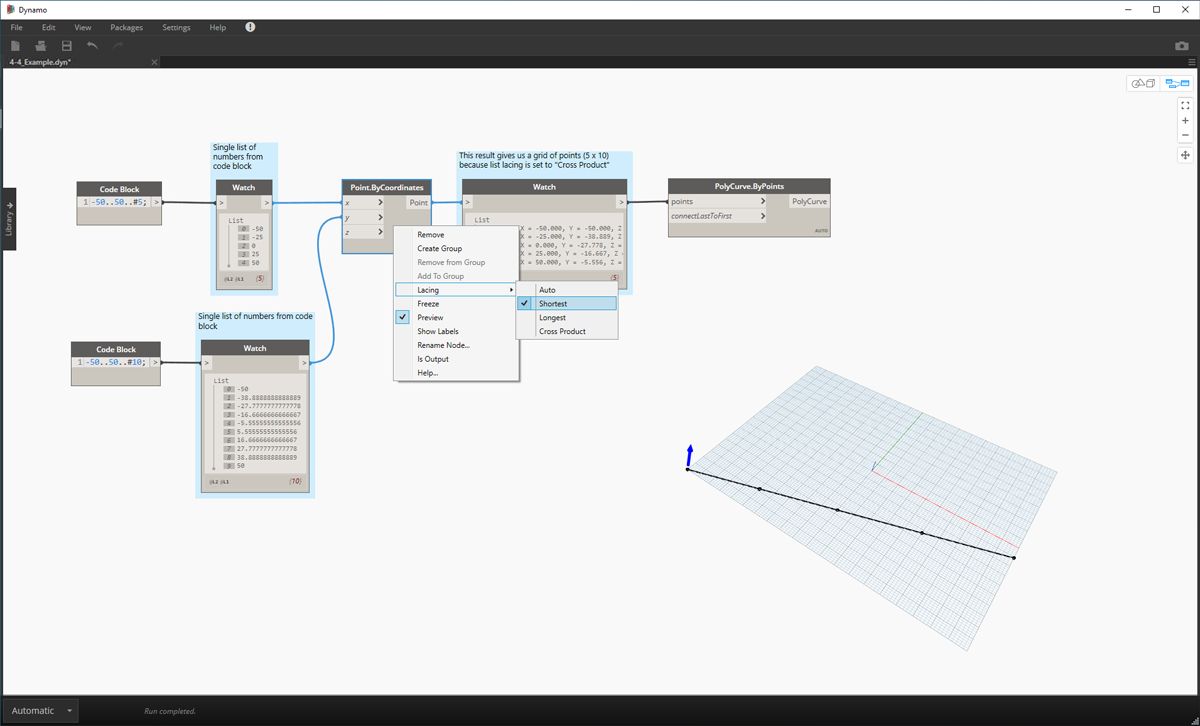 Dynamo
File Edit View Packages Settings Help
4-4_Example.dyn*
Library
Single list of
numbers from
code block
Code Block
1 -50..50..#5; >
Watch
> >
List
0 -50
1 -25
2 0
3 25
4 50
@L2 @L1 {5}
Point.ByCoordinates
x > Point
y >
z >
This result gives us a grid of points (5 x 10)
because list lacing is set to "Cross Product"
Watch
> >
List
X = -50.000, Y = -50.000, Z
X = -25.000, Y = -38.889, Z =
X = 0.000, Y = -27.778, Z =
X = 25.000, Y = -16.667, Z =
X = 50.000, Y = -5.556, Z =
{5}
PolyCurve.ByPoints
points > PolyCurve
connectLastToFirst >
AUTO
Remove
Create Group
Remove from Group
Add To Group
Lacing
Freeze
Preview
Show Labels
Rename Node...
Is Output
Help...
Auto
Shortest
Longest
Cross Product
Single list of numbers from code
block
Code Block
1 -50..50..#10; >
Watch
> >
List
0 -50
1 -38.8888888888889
2 -27.7777777777778
3 -16.6666666666667
4 -5.55555555555556
5 5.55555555555556
6 16.6666666666667
7 27.7777777777778
8 38.8888888888889
9 50
@L2 @L1 {10}
Automatic
Run completed.